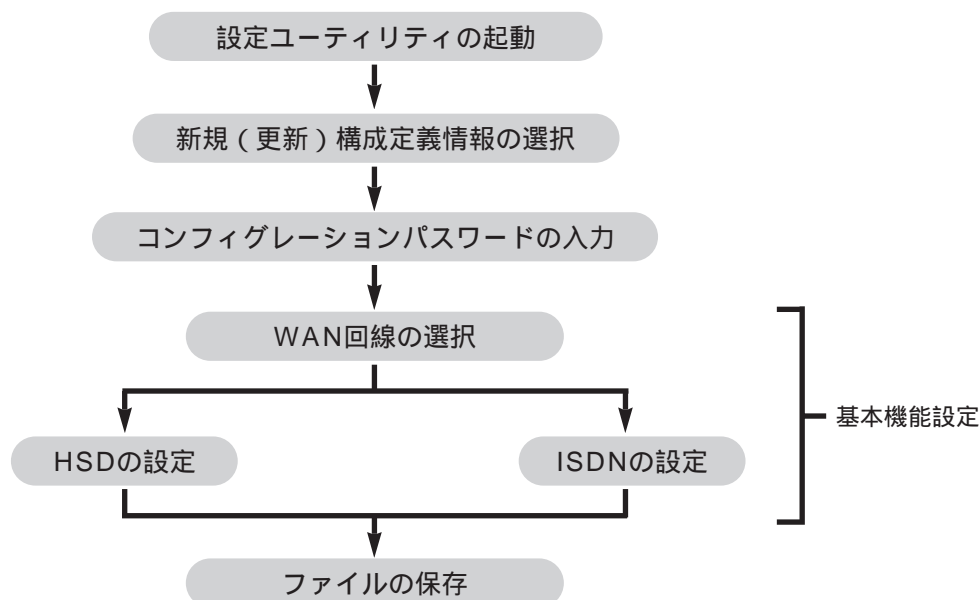 設定ユーティリティの起動
新規（更新）構成定義情報の選択
コンフィグレーションパスワードの入力
WAN回線の選択
基本機能設定
HSDの設定
ISDNの設定
ファイルの保存